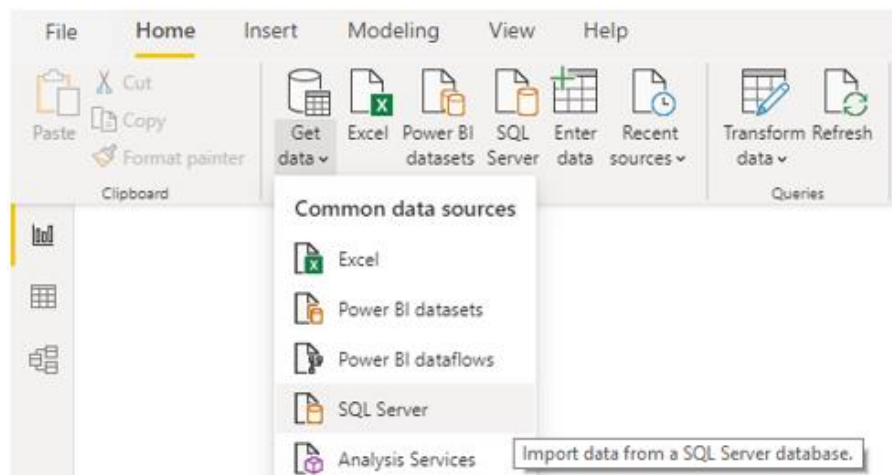 File Home Insert Modeling View Help
Paste
Cut
Copy
Format painter
Clipboard
Get data
Excel
Power BI datasets
SQL Server
Enter data
Recent sources
Transform data
Refresh
Queries
Common data sources
Excel
Power BI datasets
Power BI dataflows
SQL Server
Analysis Services
Import data from a SQL Server database.